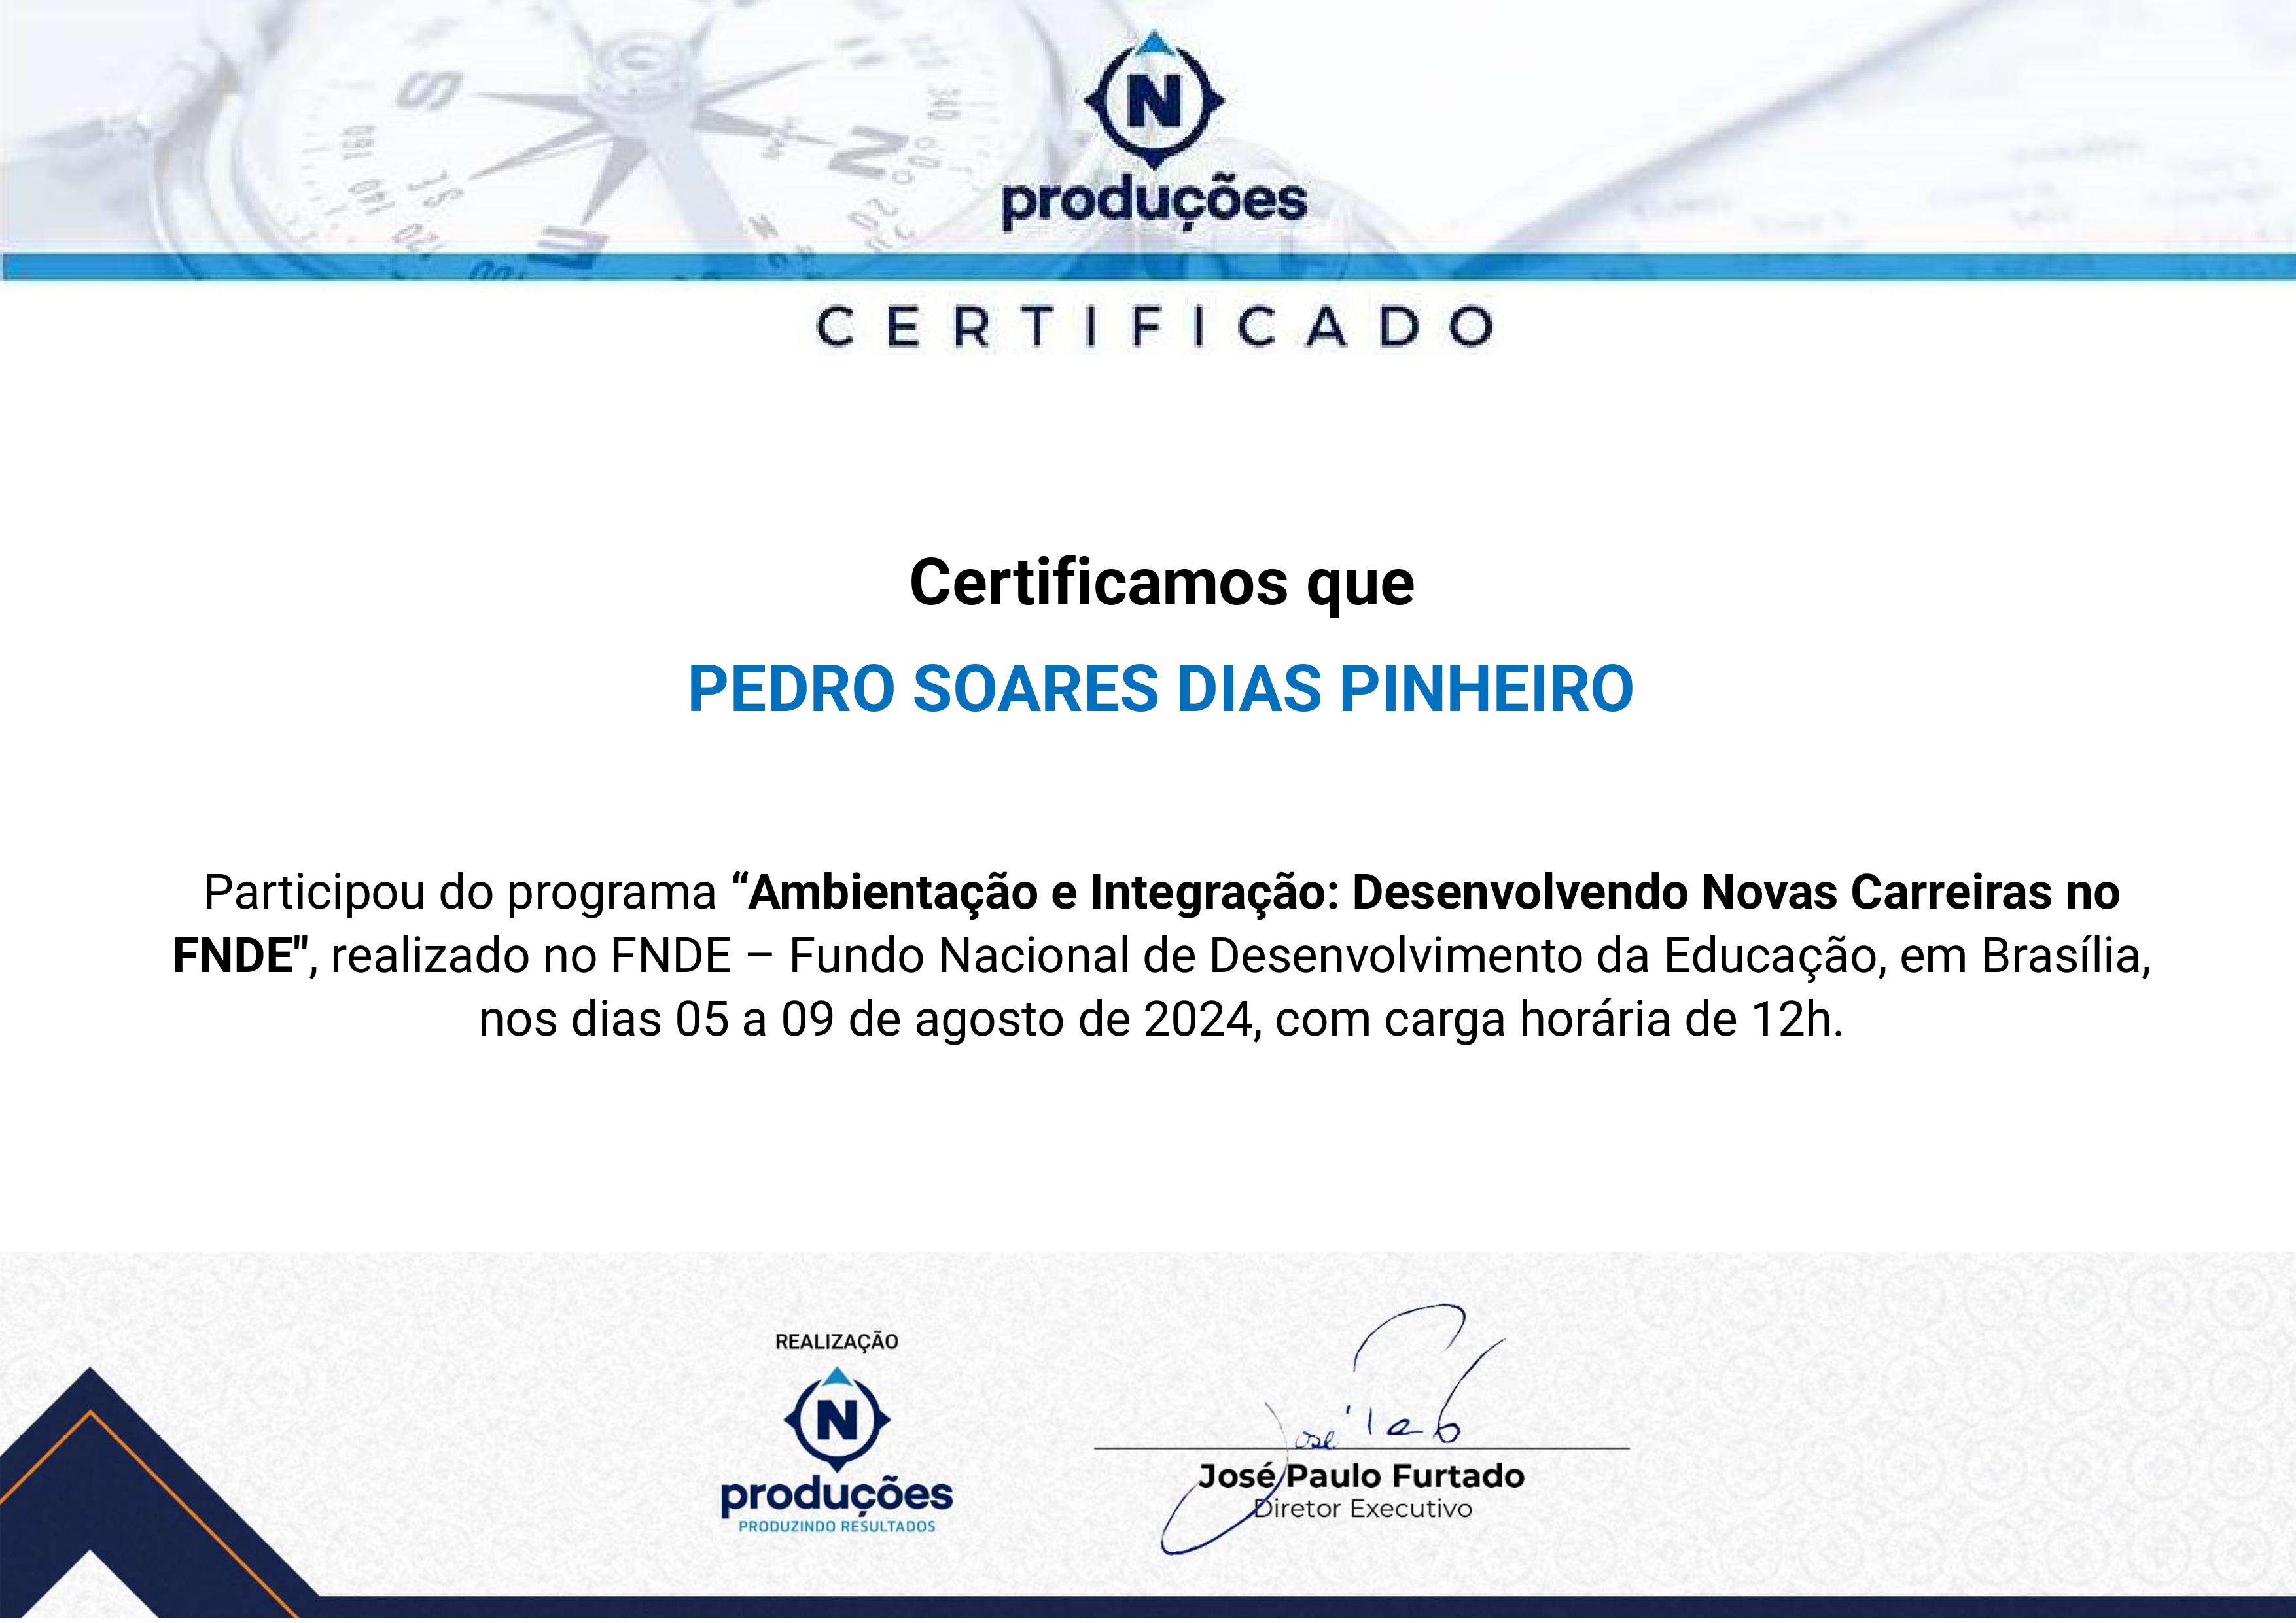 N
produções
CERTIFICADO
Certificamos que
PEDRO SOARES DIAS PINHEIRO
Participou do programa “Ambientação e Integração: Desenvolvendo Novas Carreiras no
FNDE", realizado no FNDE – Fundo Nacional de Desenvolvimento da Educação, em Brasília,
nos dias 05 a 09 de agosto de 2024, com carga horária de 12h.
REALIZAÇÃO
N
produções
PRODUZINDO RESULTADOS
José Paulo Furtado
Diretor Executivo